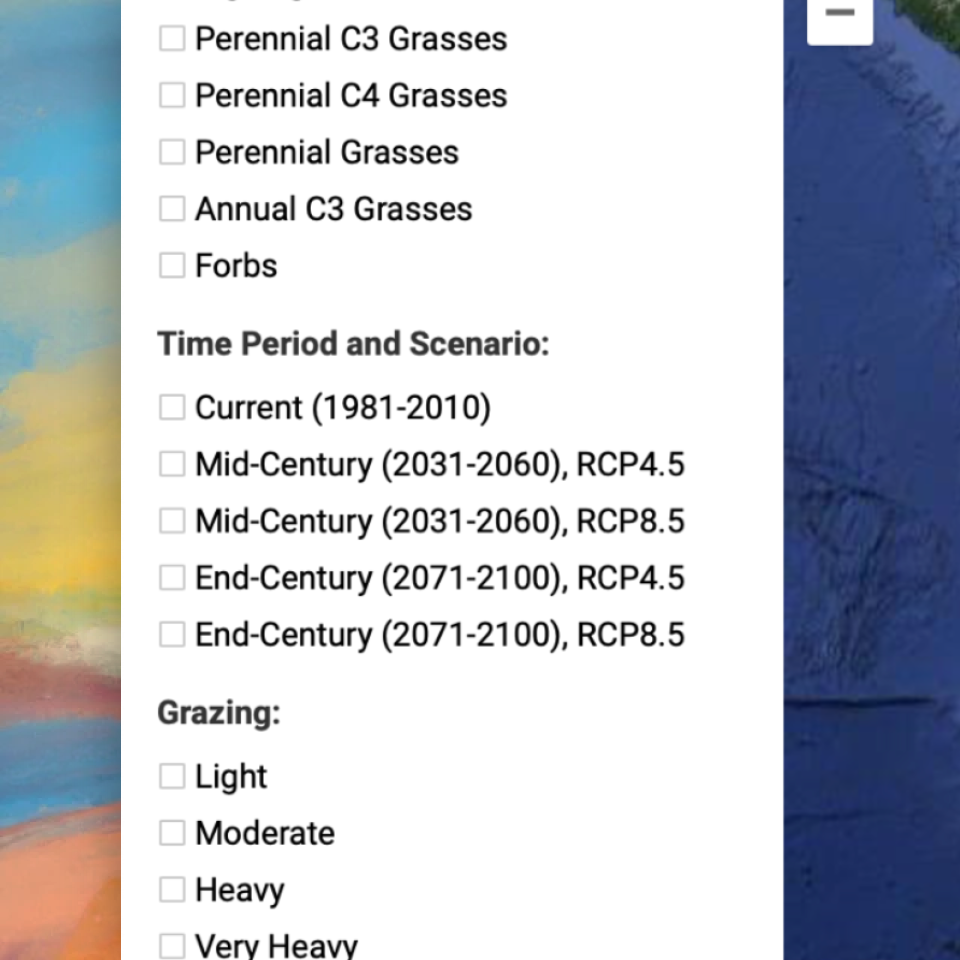 Perennial C3 Grasses
Perennial C4 Grasses
Perennial Grasses
Annual C3 Grasses
Forbs
Time Period and Scenario:
Current (1981-2010)
Mid-Century (2031-2060), RCP4.5
Mid-Century (2031-2060), RCP8.5
End-Century (2071-2100), RCP4.5
End-Century (2071-2100), RCP8.5
Grazing:
Light
Moderate
Heavy
Very Heavy